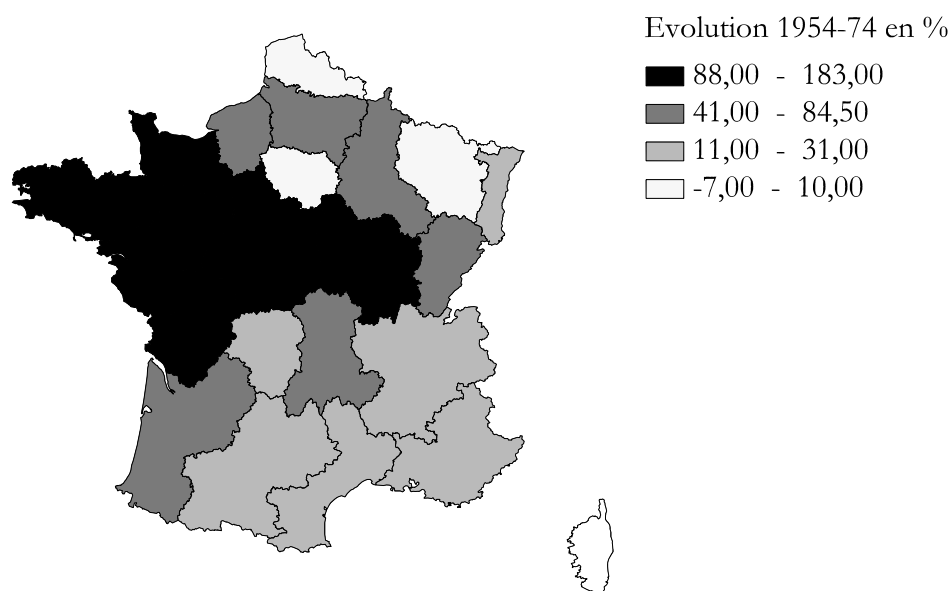 Evolution 1954-74 en %
88,00 - 183,00
41,00 - 84,50
11,00 - 31,00
-7,00 - 10,00